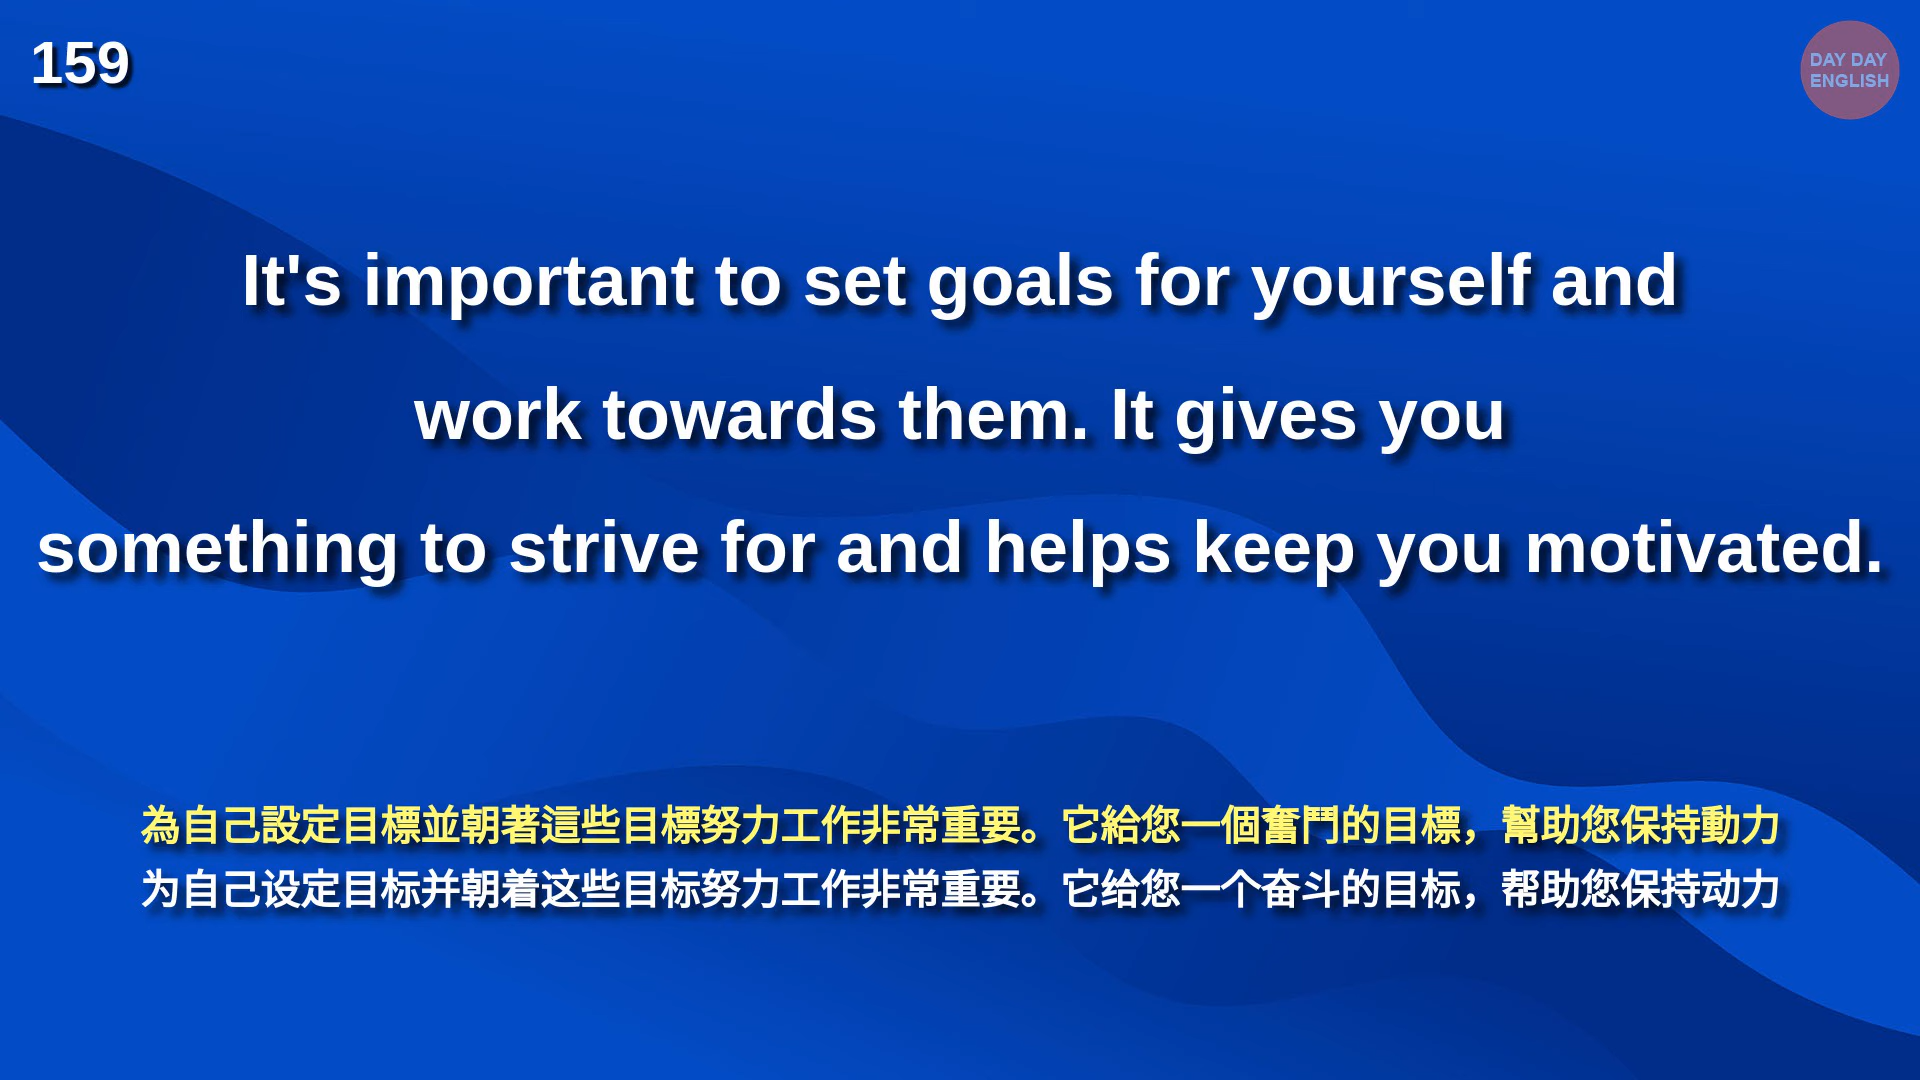 159
DAY DAY
ENGLISH
It's important to set goals for yourself and
work towards them. It gives you
something to strive for and helps keep you motivated.
為自己設定目標並朝著這些目標努力工作非常重要。它給您一個奮鬥的目標，幫助您保持動力
为自己设定目标并朝着这些目标努力工作非常重要。它给您一个奋斗的目标，帮助您保持动力